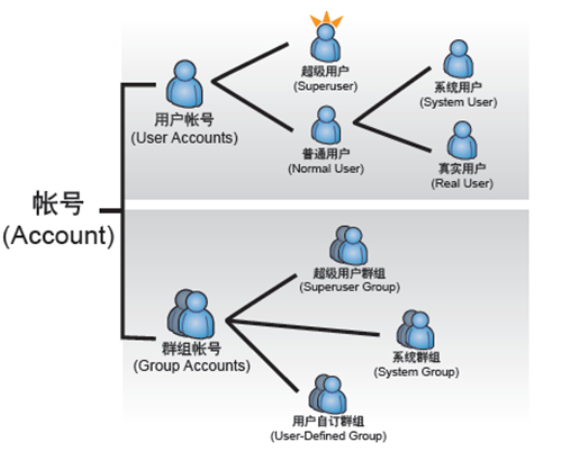 帐号
(Account)
用户帐号
(User Accounts)
超级用户
(Superuser)
普通用户
(Normal User)
系统用户
(System User)
真实用户
(Real User)
群组帐号
(Group Accounts)
超级用户群组
(Superuser Group)
系统群组
(System Group)
用户自订群组
(User-Defined Group)